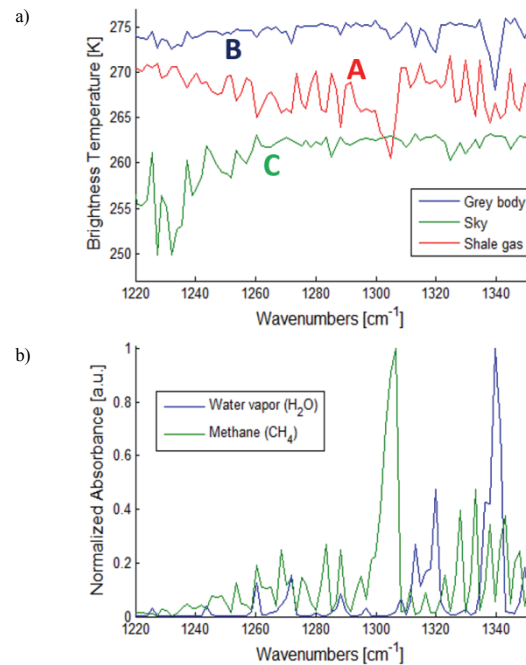 a)
Brightness Temperature [K]
275
270
265
260
255
250
B
A
C
Grey body
Sky
Shale gas
1220 1240 1260 1280 1300 1320 1340
Wavenumbers [cm⁻¹]
b)
Normalized Absorbance [a.u.]
1
0.8
0.6
0.4
0.2
0
Water vapor (H₂O)
Methane (CH₄)
1220 1240 1260 1280 1300 1320 1340
Wavenumbers [cm⁻¹]